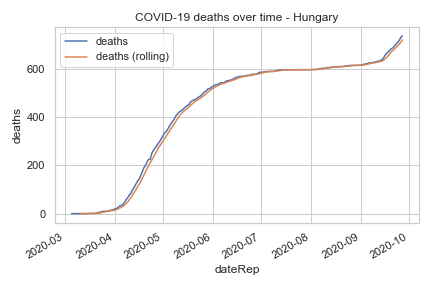 COVID-19 deaths over time - Hungary
deaths
deaths (rolling)
deaths
600
400
200
0
2020-03
2020-04
2020-05
2020-06
2020-07
2020-08
2020-09
2020-10
dateRep